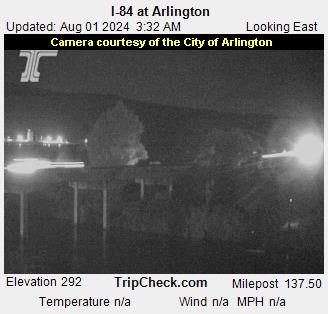 I-84 at Arlington
Updated: Aug 01 2024 3:32 AM Looking East
Camera courtesy of the City of Arlington
Elevation 292 TripCheck.com Milepost 137.50
Temperature n/a Wind n/a MPH n/a